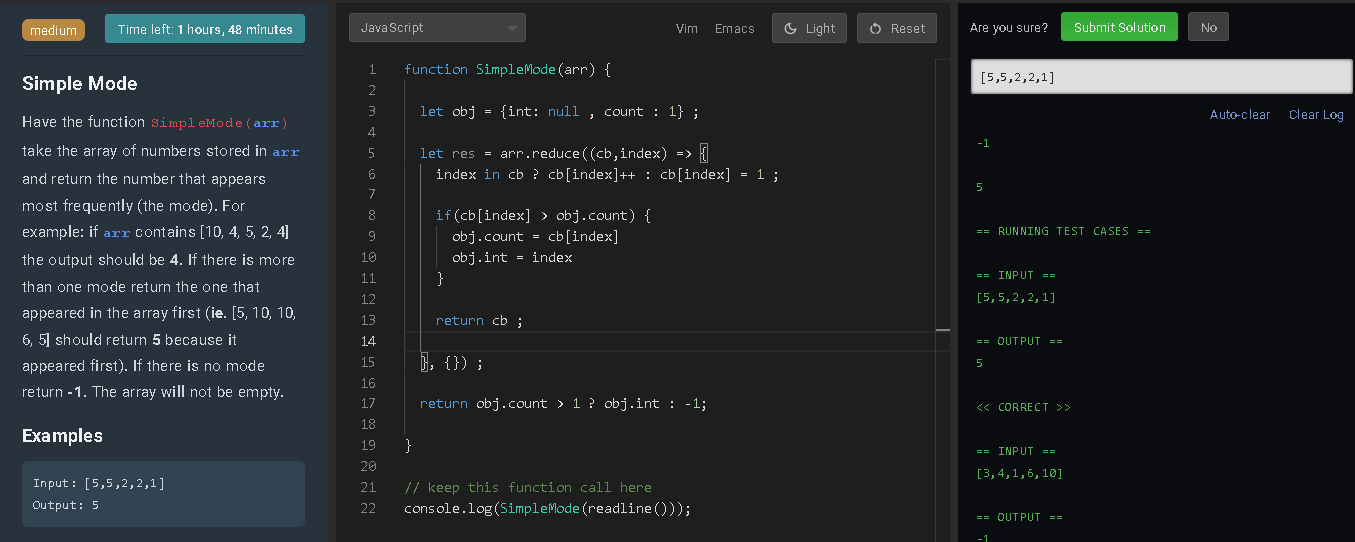 medium
Time left: 1 hours, 48 minutes
Simple Mode
Have the function SimpleMode(arr)
take the array of numbers stored in arr
and return the number that appears
most frequently (the mode). For
example: if arr contains [10, 4, 5, 2, 4]
the output should be 4. If there is more
than one mode return the one that
appeared in the array first (ie. [5, 10, 10,
6, 5] should return 5 because it
appeared first). If there is no mode
return -1. The array will not be empty.
Examples
Input: [5,5,2,2,1]
Output: 5
JavaScript
Vim
Emacs
Light
Reset
1 function SimpleMode(arr) {
2
3 let obj = {int: null , count : 1} ;
4
5 let res = arr.reduce((cb,index) => {
6 index in cb ? cb[index]++ : cb[index] = 1 ;
7
8 if(cb[index] > obj.count) {
9 obj.count = cb[index]
10 obj.int = index
11 }
12
13 return cb ;
14
15 }, {}) ;
16
17 return obj.count > 1 ? obj.int : -1;
18
19 }
20
21 // keep this function call here
22 console.log(SimpleMode(readline()));
Are you sure?
Submit Solution
No
[5,5,2,2,1]
Auto-clear
Clear Log
-1
5
== RUNNING TEST CASES ==
== INPUT ==
[5,5,2,2,1]
== OUTPUT ==
5
<< CORRECT >>
== INPUT ==
[3,4,1,6,10]
== OUTPUT ==
-1